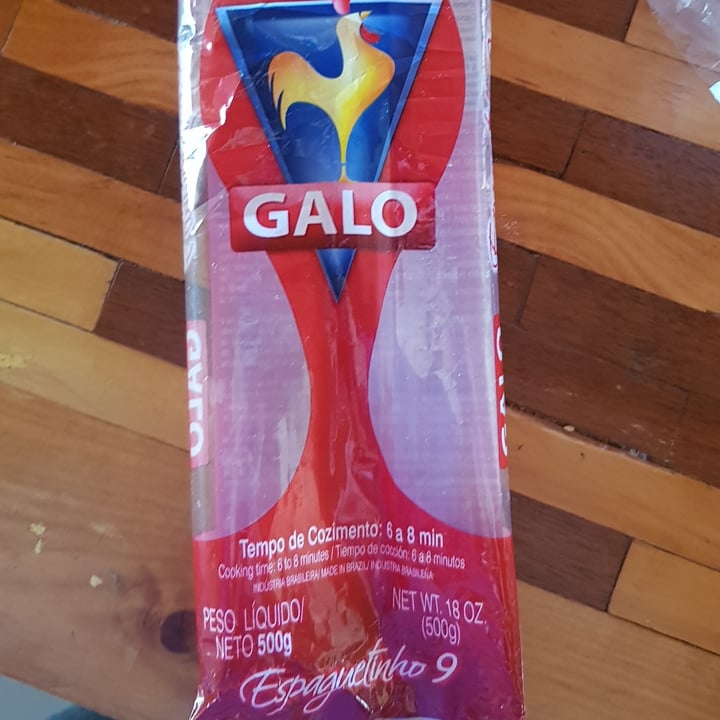 GALO
GALO
Tempo de Cozimento: 6 a 8 min
Cooking time: 6 to 8 minutes / Tiempo de cocción: 6 a 8 minutos
INDÚSTRIA BRASILEIRA/ MADE IN BRAZIL/ INDUSTRIA BRASILEÑA
PESO LÍQUIDO/
NETO 500g
NET WT. 18 OZ.
(500g)
Espaguetinho 9